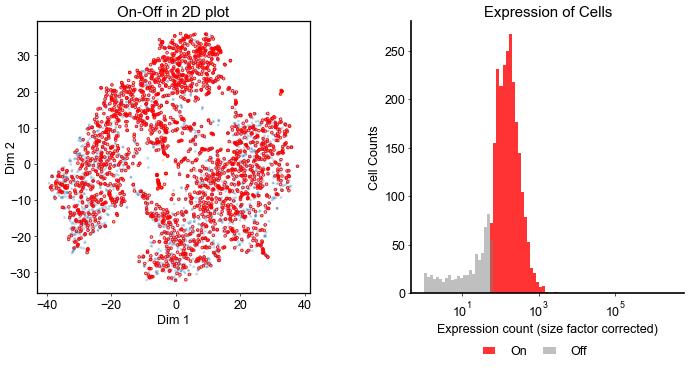 On-Off in 2D plot
Dim 2
30
20
10
0
−10
−20
−30
−40
−20
0
20
40
Dim 1
Expression of Cells
Cell Counts
250
200
150
100
50
0
10^1
10^3
10^5
Expression count (size factor corrected)
On
Off